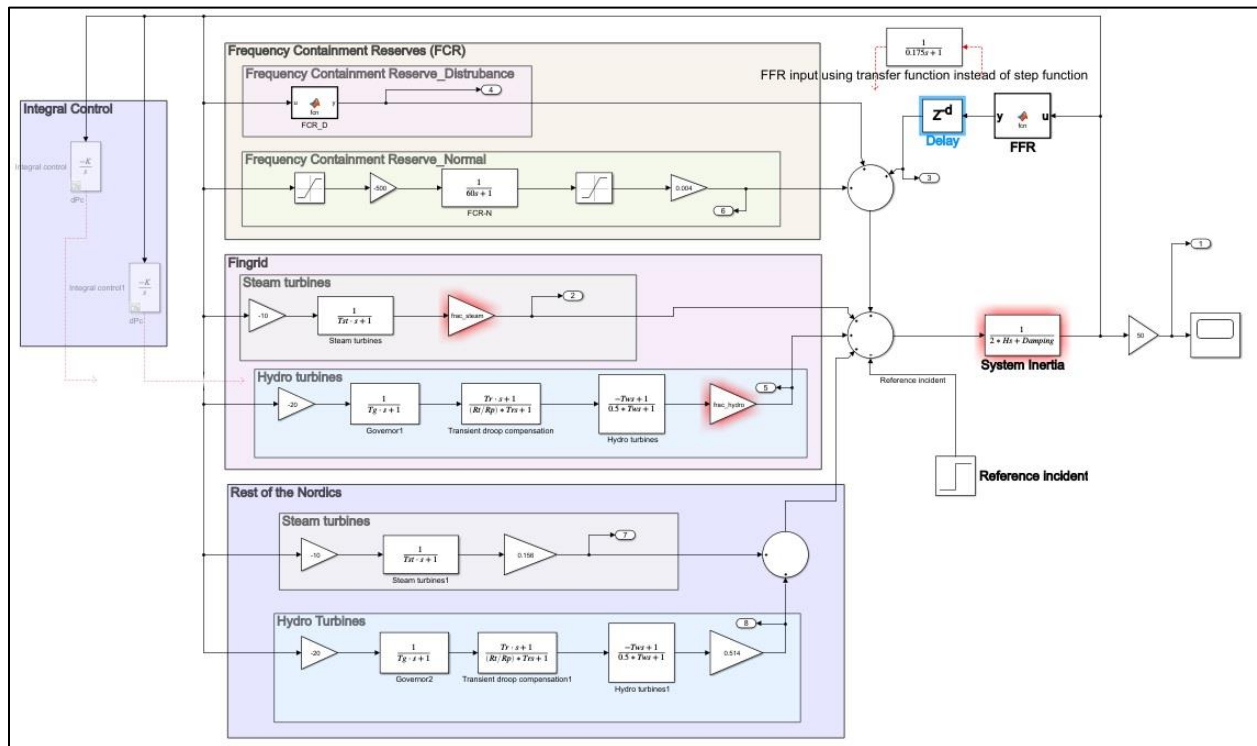 Frequency Containment Reserves (FCR)
Frequency Containment Reserve_Distrubance
u
fcn
y
FCR_D
4
Frequency Containment Reserve_Normal
-500
1
60s+1
FCR-N
0.004
6
1
0.175s+1
FFR input using transfer function instead of step function
Z-d
Delay
y
fcn
u
FFR
3
Integral Control
Integral control
-K
s
dPc
Integral control1
-K
s
dPc
Fingrid
Steam turbines
-10
1
Tst · s+1
Steam turbines
frac_steam
2
Hydro turbines
-20
1
Tg · s+1
Governor1
Tr · s+1
(Rt/Rp) * Trs+1
Transient droop compensation
-Tws+1
0.5 * Tws+1
Hydro turbines
frac_hydro
5
1
2 * Hs+Damping
System Inertia
50
1
Reference incident
Reference incident
Rest of the Nordics
Steam turbines
-10
1
Tst · s+1
Steam turbines1
0.156
7
Hydro Turbines
-20
1
Tg · s+1
Governor2
Tr · s+1
(Rt/Rp) * Trs+1
Transient droop compensation1
-Tws+1
0.5 * Tws+1
Hydro turbines1
0.514
8